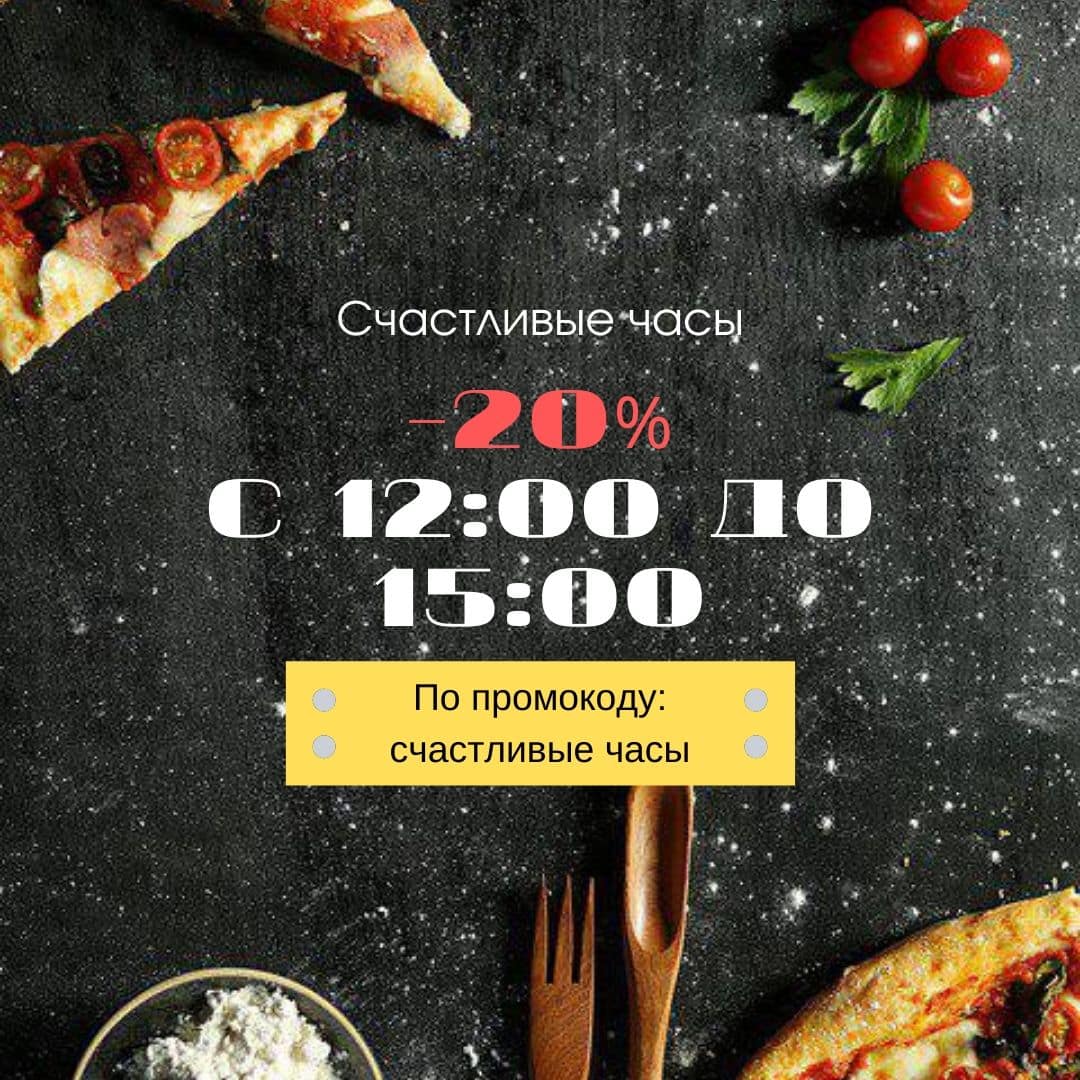 Счастливые часы
-20%
С 12:00 ДО
15:00
По промокоду:
счастливые часы